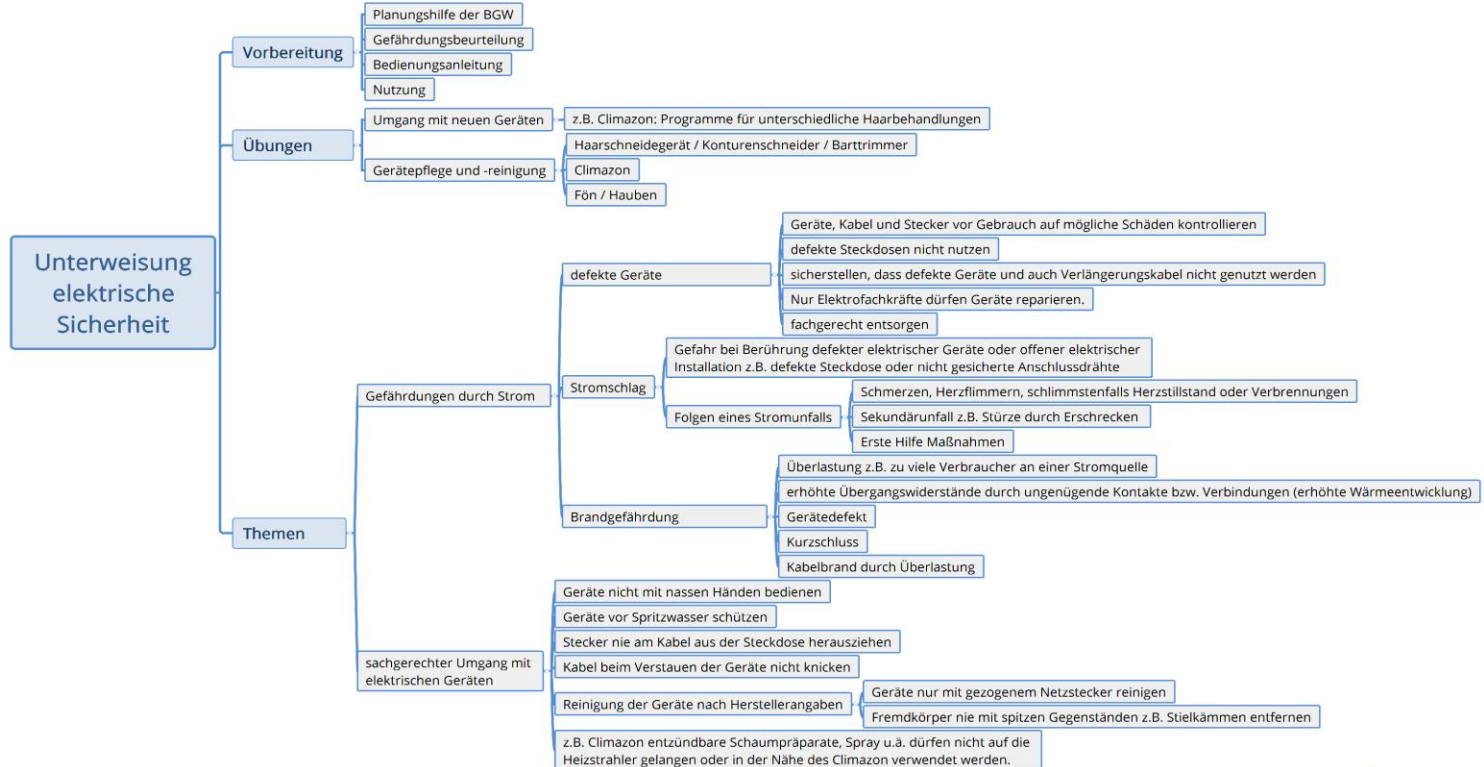 Unterweisung
elektrische
Sicherheit
Vorbereitung
Planungshilfe der BGW
Gefährdungsbeurteilung
Bedienungsanleitung
Nutzung
Übungen
Umgang mit neuen Geräten
z.B. Climazon: Programme für unterschiedliche Haarbehandlungen
Gerätepflege und -reinigung
Haarschneidegerät / Konturenschneider / Barttrimmer
Climazon
Fön / Hauben
Themen
Gefährdungen durch Strom
defekte Geräte
Geräte, Kabel und Stecker vor Gebrauch auf mögliche Schäden kontrollieren
defekte Steckdosen nicht nutzen
sicherstellen, dass defekte Geräte und auch Verlängerungskabel nicht genutzt werden
Nur Elektrofachkräfte dürfen Geräte reparieren.
fachgerecht entsorgen
Stromschlag
Gefahr bei Berührung defekter elektrischer Geräte oder offener elektrischer
Installation z.B. defekte Steckdose oder nicht gesicherte Anschlussdrähte
Folgen eines Stromunfalls
Schmerzen, Herzflimmern, schlimmstenfalls Herzstillstand oder Verbrennungen
Sekundärunfall z.B. Stürze durch Erschrecken
Erste Hilfe Maßnahmen
Brandgefährdung
Überlastung z.B. zu viele Verbraucher an einer Stromquelle
erhöhte Übergangswiderstände durch ungenügende Kontakte bzw. Verbindungen (erhöhte Wärmeentwicklung)
Gerätedefekt
Kurzschluss
Kabelbrand durch Überlastung
sachgerechter Umgang mit
elektrischen Geräten
Geräte nicht mit nassen Händen bedienen
Geräte vor Spritzwasser schützen
Stecker nie am Kabel aus der Steckdose herausziehen
Kabel beim Verstauen der Geräte nicht knicken
Reinigung der Geräte nach Herstellerangaben
Geräte nur mit gezogenem Netzstecker reinigen
Fremdkörper nie mit spitzen Gegenständen z.B. Stielkämmen entfernen
z.B. Climazon entzündbare Schaumpräparate, Spray u.ä. dürfen nicht auf die
Heizstrahler gelangen oder in der Nähe des Climazon verwendet werden.